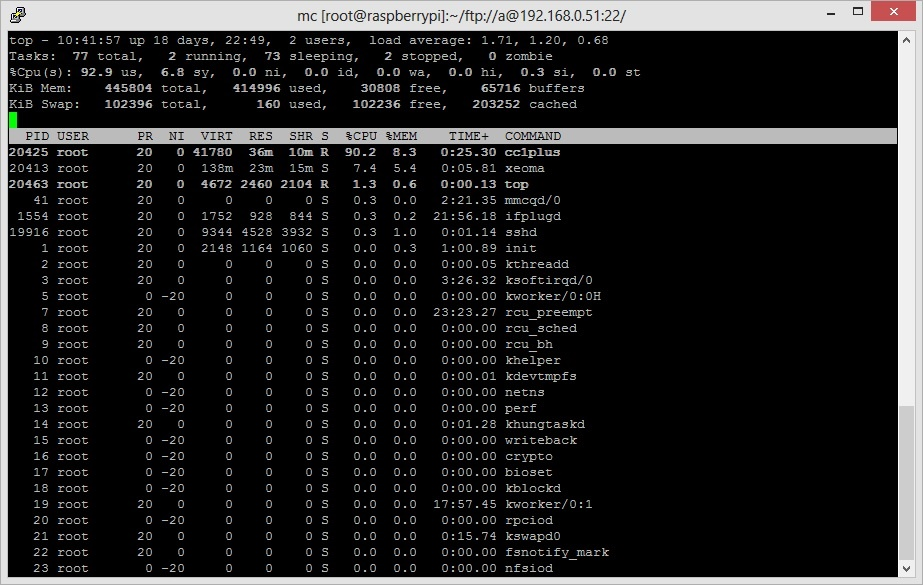 mc [root@raspberrypi]:~/ftp://a@192.168.0.51:22/
top - 10:41:57 up 18 days, 22:49,  2 users,  load average: 1.71, 1.20, 0.68
Tasks:  77 total,   2 running,  73 sleeping,   2 stopped,   0 zombie
%Cpu(s): 92.9 us,  6.8 sy,  0.0 ni,  0.0 id,  0.0 wa,  0.0 hi,  0.3 si,  0.0 st
KiB Mem:    445804 total,   414996 used,    30808 free,    65716 buffers
KiB Swap:   102396 total,      160 used,   102236 free,   203252 cached
PID USER      PR  NI  VIRT  RES  SHR S  %CPU %MEM    TIME+  COMMAND
20425 root      20   0 41780  36m  10m R  90.2  8.3   0:25.30 cc1plus
20413 root      20   0  138m  23m  15m S   7.4  5.4   0:05.81 xeoma
20463 root      20   0  4672 2460 2104 R   1.3  0.6   0:00.13 top
41 root      20   0     0    0    0 S   0.3  0.0   2:21.35 mmcqd/0
1554 root      20   0  1752  928  844 S   0.3  0.2  21:56.18 ifplugd
19916 root      20   0  9344 4528 3932 S   0.3  1.0   0:01.14 sshd
1 root      20   0  2148 1164 1060 S   0.0  0.3   1:00.89 init
2 root      20   0     0    0    0 S   0.0  0.0   0:00.05 kthreadd
3 root      20   0     0    0    0 S   0.0  0.0   3:26.32 ksoftirqd/0
5 root       0 -20     0    0    0 S   0.0  0.0   0:00.00 kworker/0:0H
7 root      20   0     0    0    0 S   0.0  0.0  23:23.27 rcu_preempt
8 root      20   0     0    0    0 S   0.0  0.0   0:00.00 rcu_sched
9 root      20   0     0    0    0 S   0.0  0.0   0:00.00 rcu_bh
10 root       0 -20     0    0    0 S   0.0  0.0   0:00.00 khelper
11 root      20   0     0    0    0 S   0.0  0.0   0:00.01 kdevtmpfs
12 root       0 -20     0    0    0 S   0.0  0.0   0:00.00 netns
13 root       0 -20     0    0    0 S   0.0  0.0   0:00.00 perf
14 root      20   0     0    0    0 S   0.0  0.0   0:01.28 khungtaskd
15 root       0 -20     0    0    0 S   0.0  0.0   0:00.00 writeback
16 root       0 -20     0    0    0 S   0.0  0.0   0:00.00 crypto
17 root       0 -20     0    0    0 S   0.0  0.0   0:00.00 bioset
18 root       0 -20     0    0    0 S   0.0  0.0   0:00.00 kblockd
19 root      20   0     0    0    0 S   0.0  0.0  17:57.45 kworker/0:1
20 root       0 -20     0    0    0 S   0.0  0.0   0:00.00 rpciod
21 root      20   0     0    0    0 S   0.0  0.0   0:15.74 kswapd0
22 root      20   0     0    0    0 S   0.0  0.0   0:00.00 fsnotify_mark
23 root       0 -20     0    0    0 S   0.0  0.0   0:00.00 nfsiod